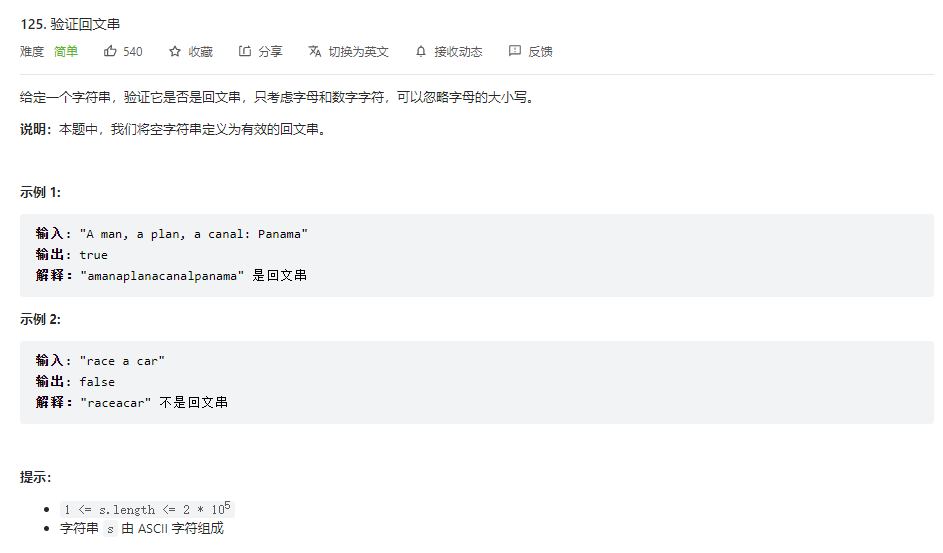 125. 验证回文串
难度 简单 540 收藏 分享 切换为英文 接收动态 反馈
给定一个字符串，验证它是否是回文串，只考虑字母和数字字符，可以忽略字母的大小写。
说明：本题中，我们将空字符串定义为有效的回文串。
示例 1:
输入: "A man, a plan, a canal: Panama"
输出: true
解释："amanaplanacanalpanama" 是回文串
示例 2:
输入: "race a car"
输出: false
解释："raceacar" 不是回文串
提示：
1 <= s.length <= 2 * 10⁵
字符串 s 由 ASCII 字符组成